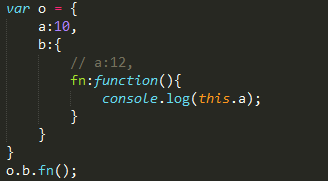 var o = {
    a:10,
    b:{
        // a:12,
        fn:function(){
            console.log(this.a);
        }
    }
}
o.b.fn();